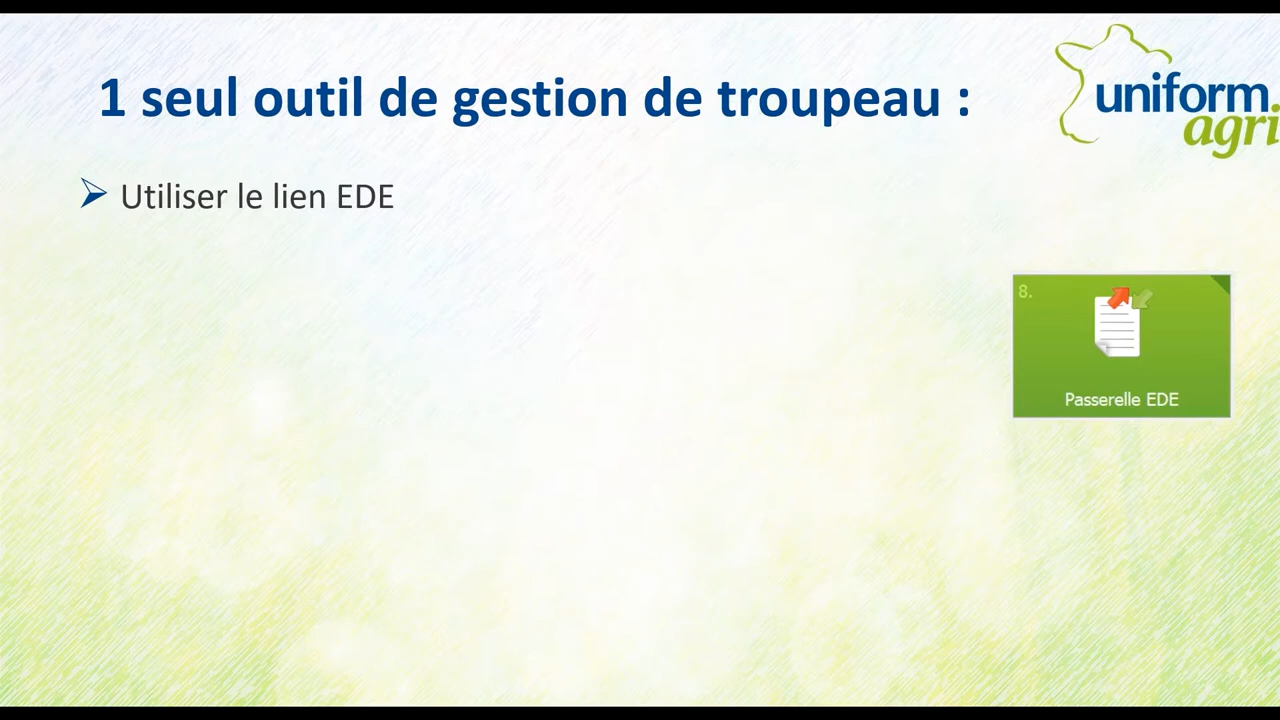 1 seul outil de gestion de troupeau :
uniform
agri
Utiliser le lien EDE
8.
Passerelle EDE